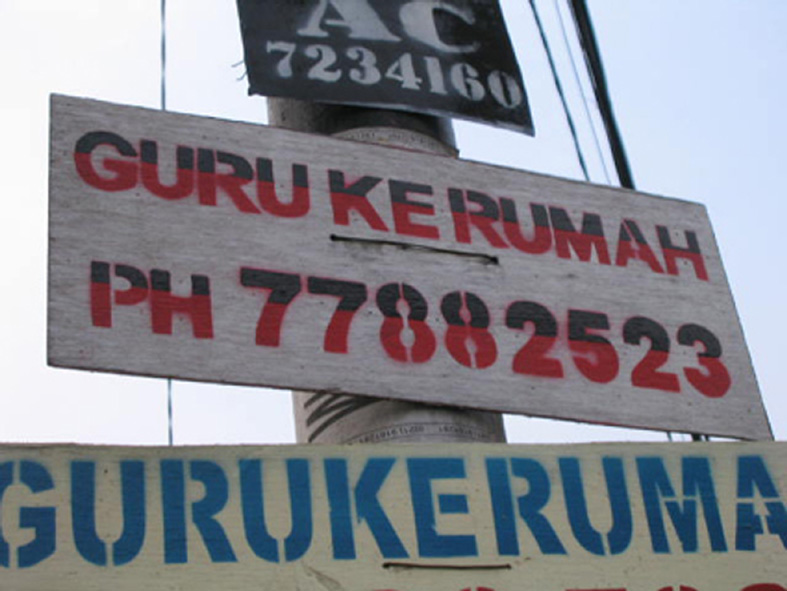 AC
7234160
GURU KE RUMAH
PH 77882523
GURUKERUMA